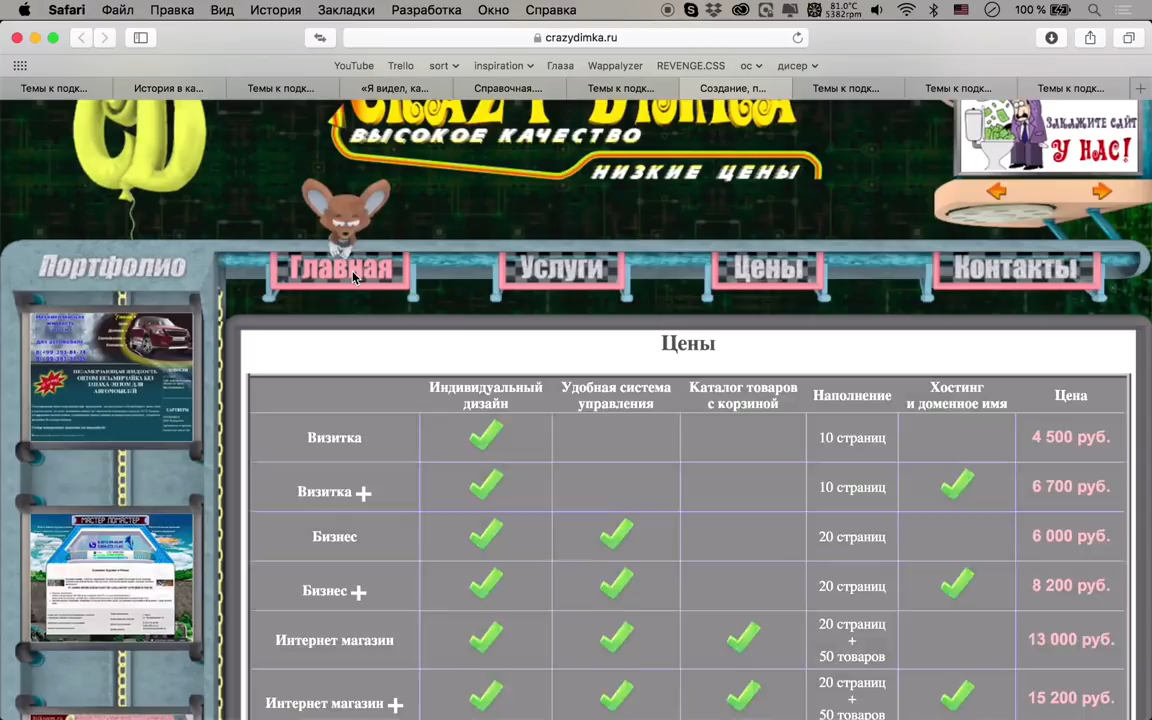 Safari Файл Правка Вид История Закладки Разработка Окно Справка 81.0°C 5382rpm 100 %
crazydimka.ru
YouTube Trello sort inspiration Глаза Wappalyzer REVENGE.CSS ос дисер
Темы к подк... История в ка... Темы к подк... «Я видел, ка... Справочная.... Темы к подк... Создание, п... Темы к подк... Темы к подк... Темы к подк...
ВЫСОКОЕ КАЧЕСТВО
НИЗКИЕ ЦЕНЫ
ЗАКАЖИТЕ САЙТ
У НАС!
Портфолио Главная Услуги Цены Контакты
Цены
Индивидуальный дизайн Удобная система управления Каталог товаров с корзиной Наполнение Хостинг и доменное имя Цена
Визитка 10 страниц 4 500 руб.
Визитка + 10 страниц 6 700 руб.
Бизнес 20 страниц 6 000 руб.
Бизнес + 20 страниц 8 200 руб.
Интернет магазин 20 страниц + 50 товаров 13 000 руб.
Интернет магазин + 20 страниц + 50 товаров 15 200 руб.
МАСТЕР ЛОМАСТЕР